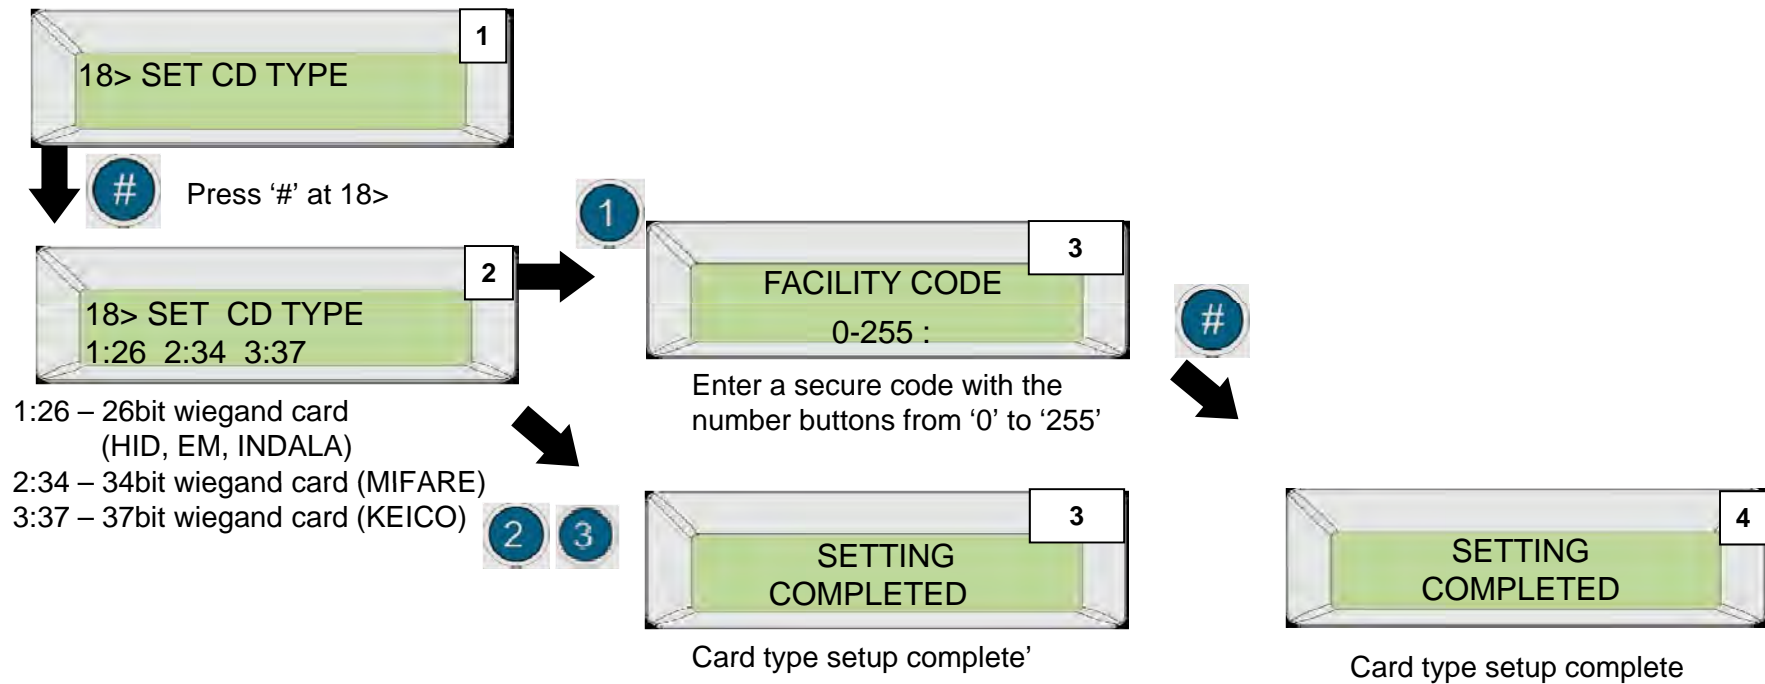 1
18> SET CD TYPE
#
Press ‘#’ at 18>
2
18> SET  CD TYPE
1:26  2:34  3:37
1:26 – 26bit wiegand card
(HID, EM, INDALA)
2:34 – 34bit wiegand card (MIFARE)
3:37 – 37bit wiegand card (KEICO)
1
3
FACILITY CODE
0-255 :
Enter a secure code with the
number buttons from ‘0’ to ‘255’
#
2 3
3
SETTING
COMPLETED
Card type setup complete’
4
SETTING
COMPLETED
Card type setup complete